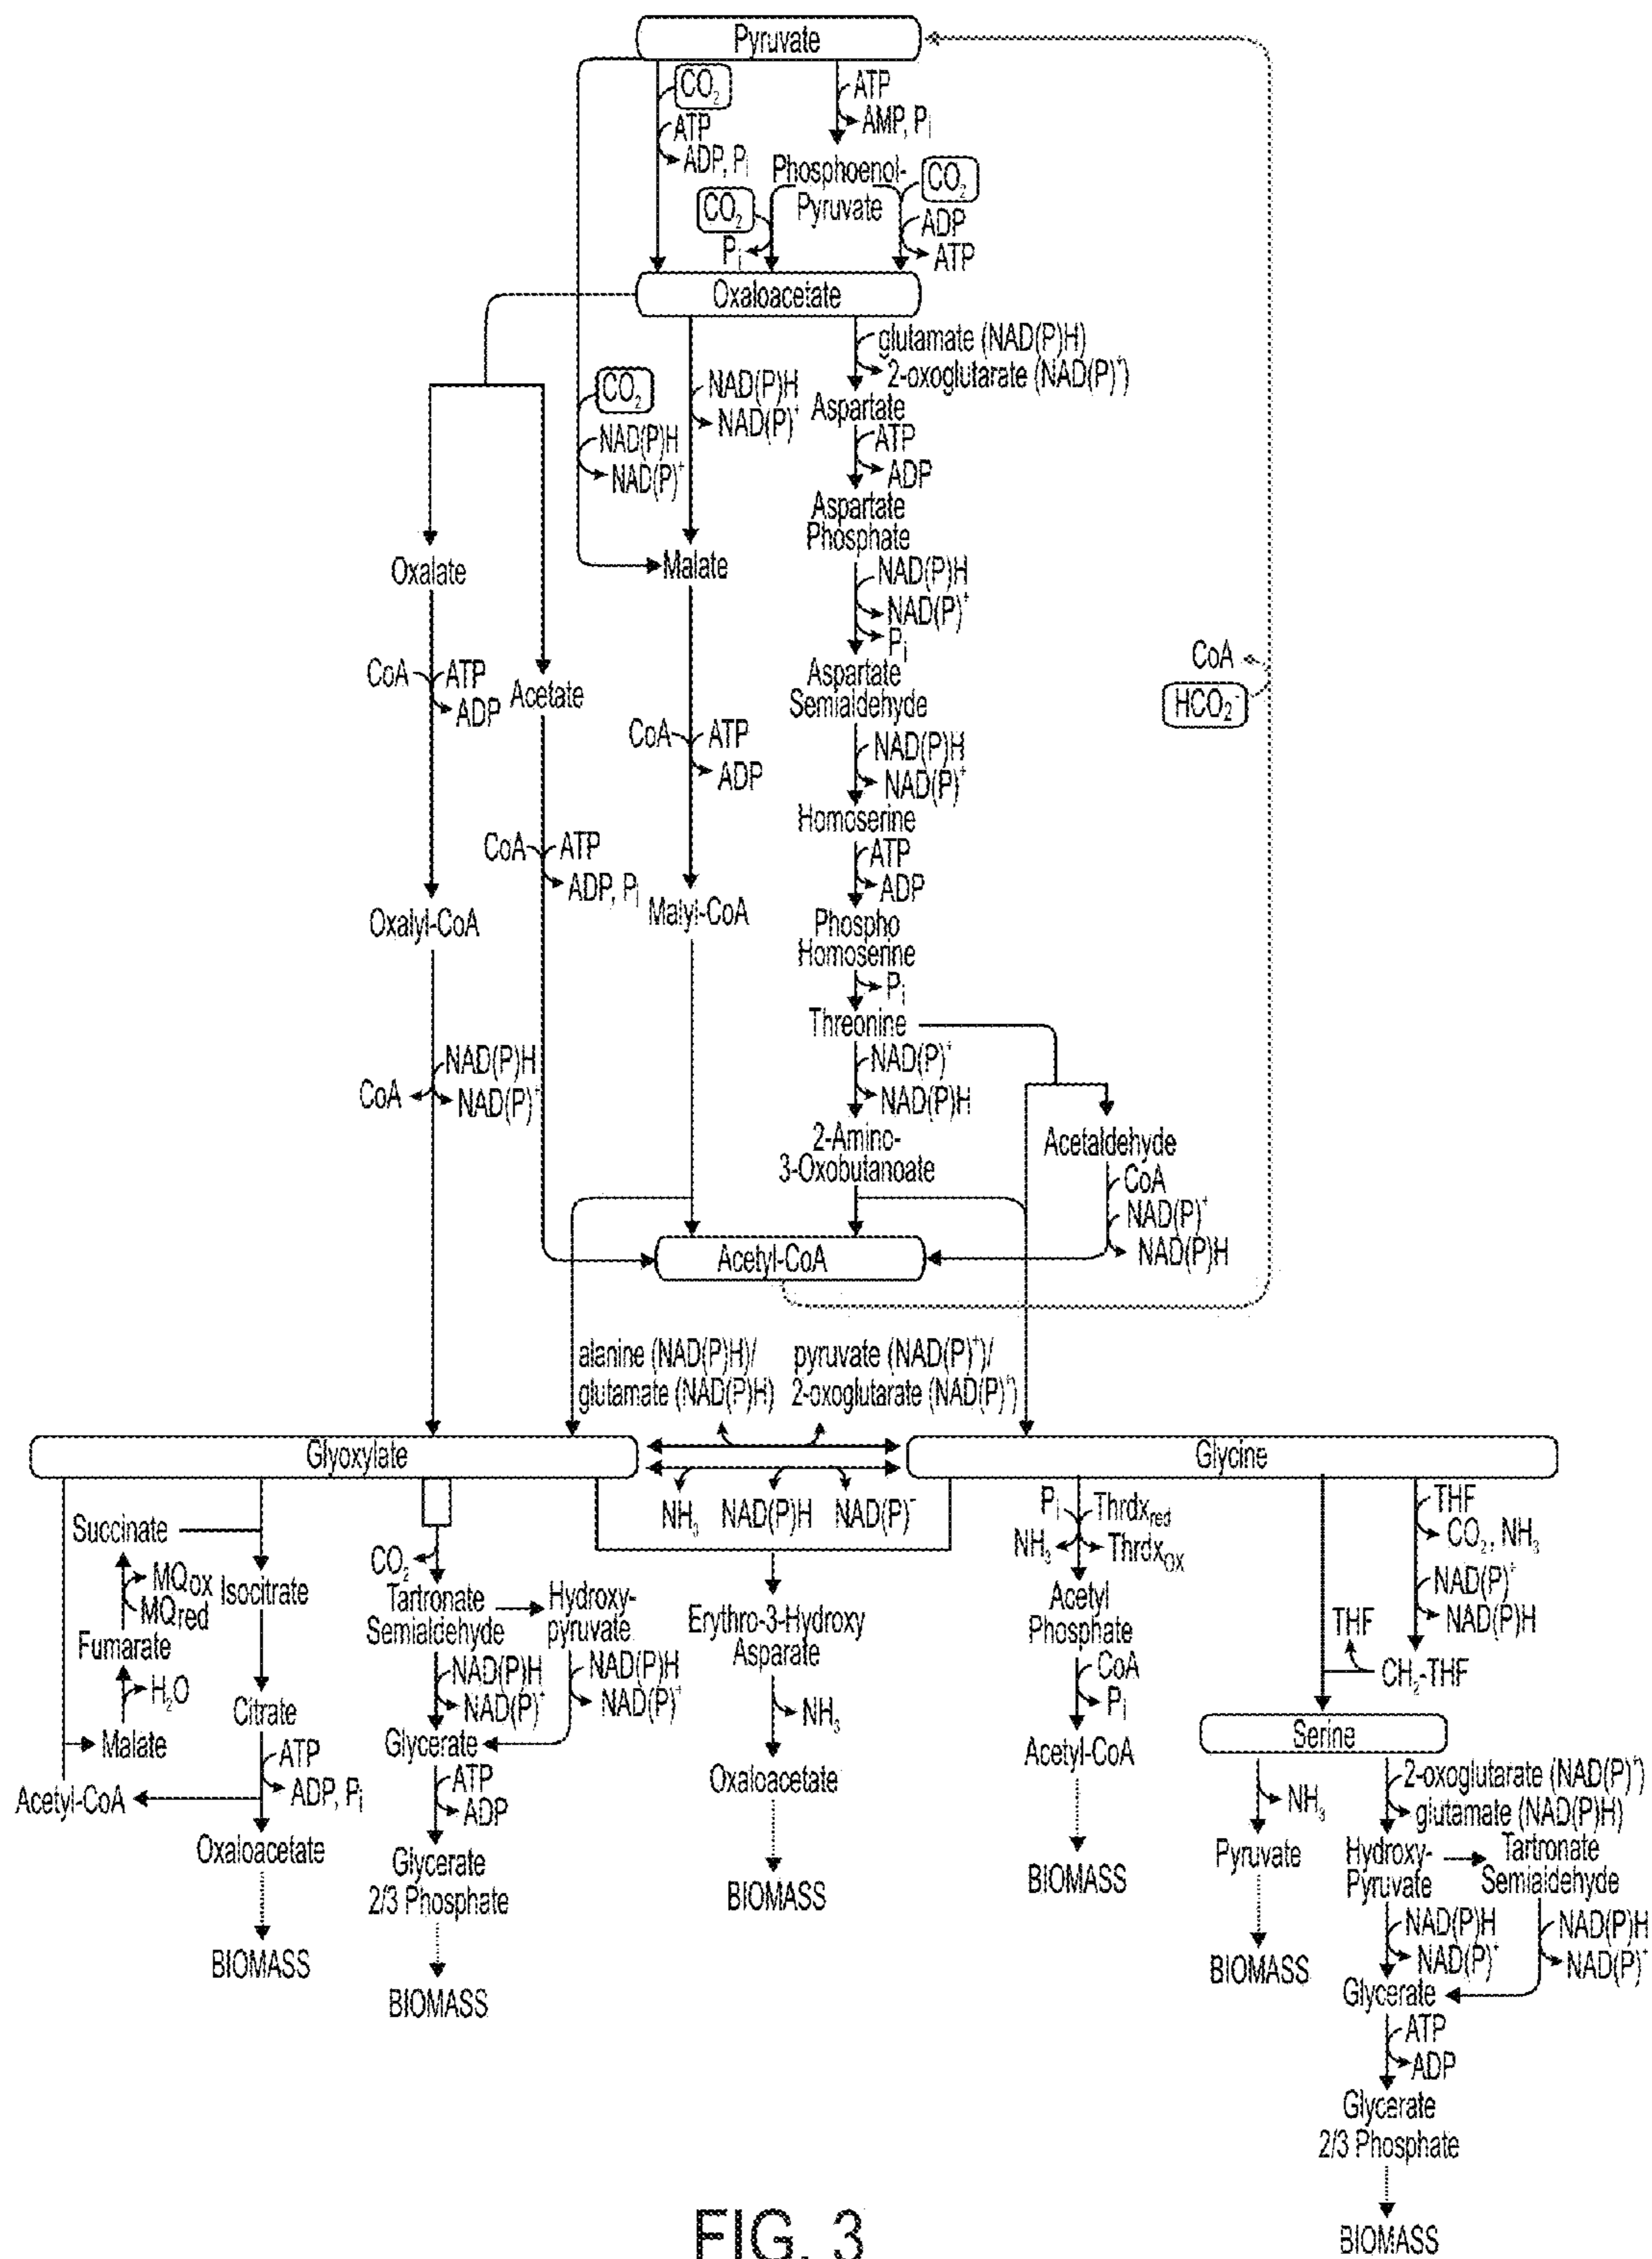 Pyruvate
CO2
ATP
ADP, Pi
ATP
AMP, Pi
Phosphoenol-
Pyruvate
CO2
Pi
CO2
ADP
ATP
Oxaloacetate
glutamate (NAD(P)H)
2-oxoglutarate (NAD(P)+)
CO2
NAD(P)H
NAD(P)+
NAD(P)H
NAD(P)+
Aspartate
ATP
ADP
Aspartate
Phosphate
Oxalate
Malate
NAD(P)H
NAD(P)+
Pi
CoA
HCO2-
CoA
ATP
ADP
Acetate
Aspartate
Semialdehyde
CoA
ATP
ADP
NAD(P)H
NAD(P)+
Homoserine
CoA
ATP
ADP, Pi
ATP
ADP
Oxalyl-CoA
Malyl-CoA
Phospho
Homoserine
Pi
Threonine
NAD(P)+
NAD(P)H
NAD(P)H
CoA
NAD(P)+
2-Amino-
3-Oxobutanoate
Acetaldehyde
CoA
NAD(P)+
NAD(P)H
Acetyl-CoA
alanine (NAD(P)H)/
glutamate (NAD(P)H)
pyruvate (NAD(P)+)/
2-oxoglutarate (NAD(P)+)
Glyoxylate
Glycine
NH3
NAD(P)H
NAD(P)-
Succinate
MQox
MQred
Isocitrate
Fumarate
H2O
Malate
Citrate
ATP
ADP, Pi
Acetyl-CoA
Oxaloacetate
BIOMASS
CO2
Tartronate
Semialdehyde
Hydroxy-
pyruvate
NAD(P)H
NAD(P)+
NAD(P)H
NAD(P)+
Glycerate
ATP
ADP
Glycerate
2/3 Phosphate
BIOMASS
Erythro-3-Hydroxy
Asparate
NH3
Oxaloacetate
BIOMASS
Pi
Thrdxred
NH3
ThrdxOX
Acetyl
Phosphate
CoA
Pi
Acetyl-CoA
BIOMASS
THF
CO2, NH3
NAD(P)+
NAD(P)H
THF
CH2-THF
Serine
NH3
Pyruvate
BIOMASS
2-oxoglutarate (NAD(P)+)
glutamate (NAD(P)H)
Hydroxy-
Pyruvate
Tartronate
Semialdehyde
NAD(P)H
NAD(P)+
NAD(P)H
NAD(P)+
Glycerate
ATP
ADP
Glycerate
2/3 Phosphate
BIOMASS
FIG. 3